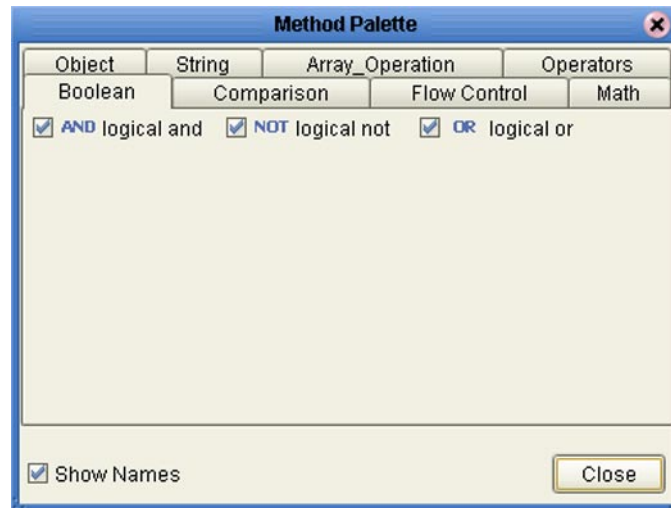 Method Palette
Object String Array_Operation Operators
Boolean Comparison Flow Control Math
AND logical and NOT logical not OR logical or
Show Names Close